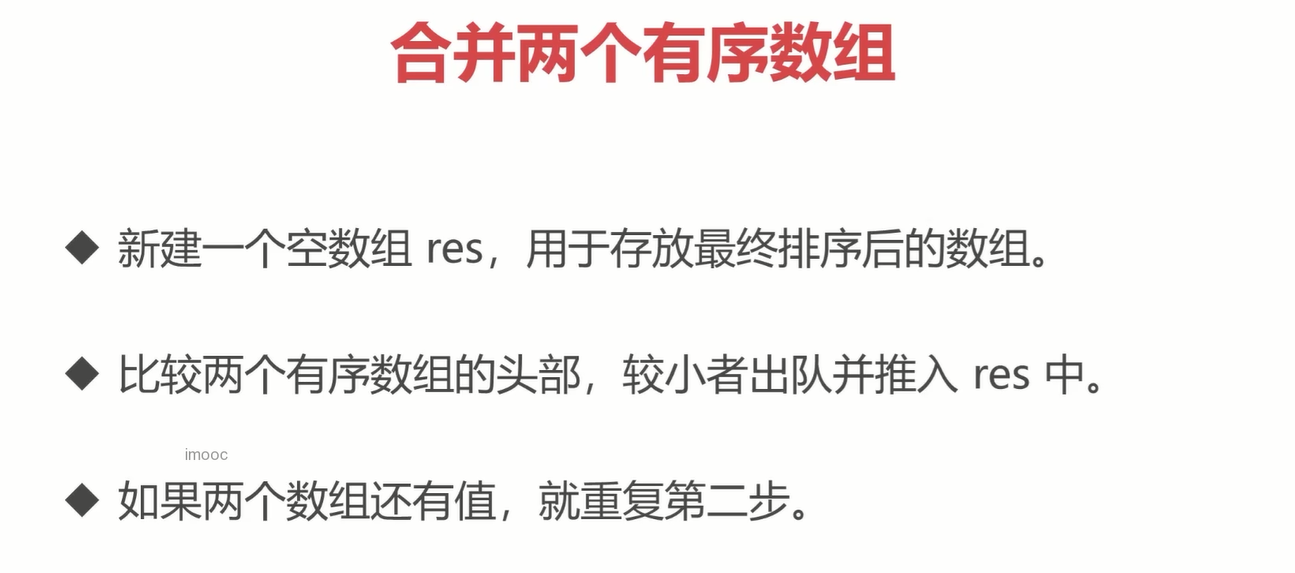 合并两个有序数组
◆ 新建一个空数组 res，用于存放最终排序后的数组。
◆ 比较两个有序数组的头部，较小者出队并推入 res 中。
imooc
◆ 如果两个数组还有值，就重复第二步。